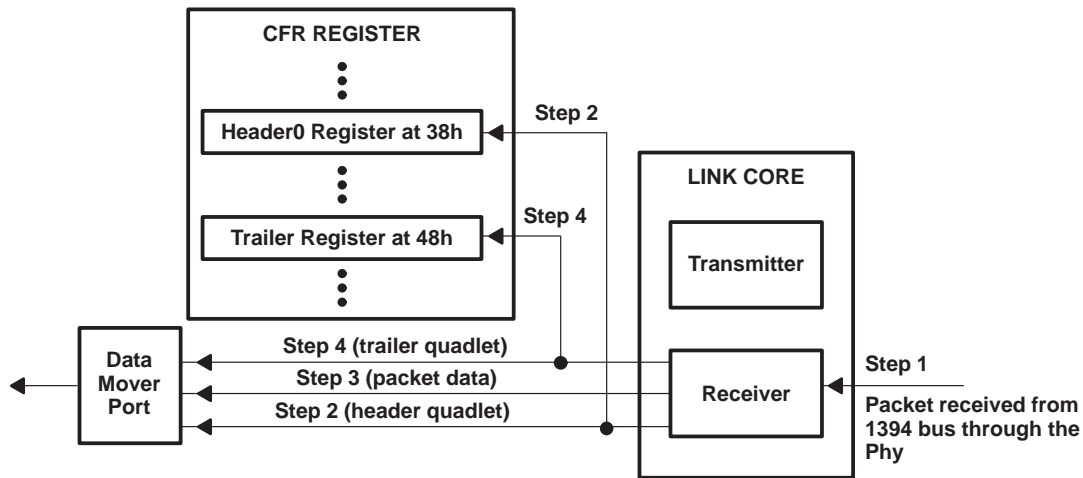 CFR REGISTER
Header0 Register at 38h
Step 2
Trailer Register at 48h
Step 4
LINK CORE
Transmitter
Receiver
Data
Mover
Port
Step 4 (trailer quadlet)
Step 3 (packet data)
Step 2 (header quadlet)
Step 1
Packet received from
1394 bus through the
Phy